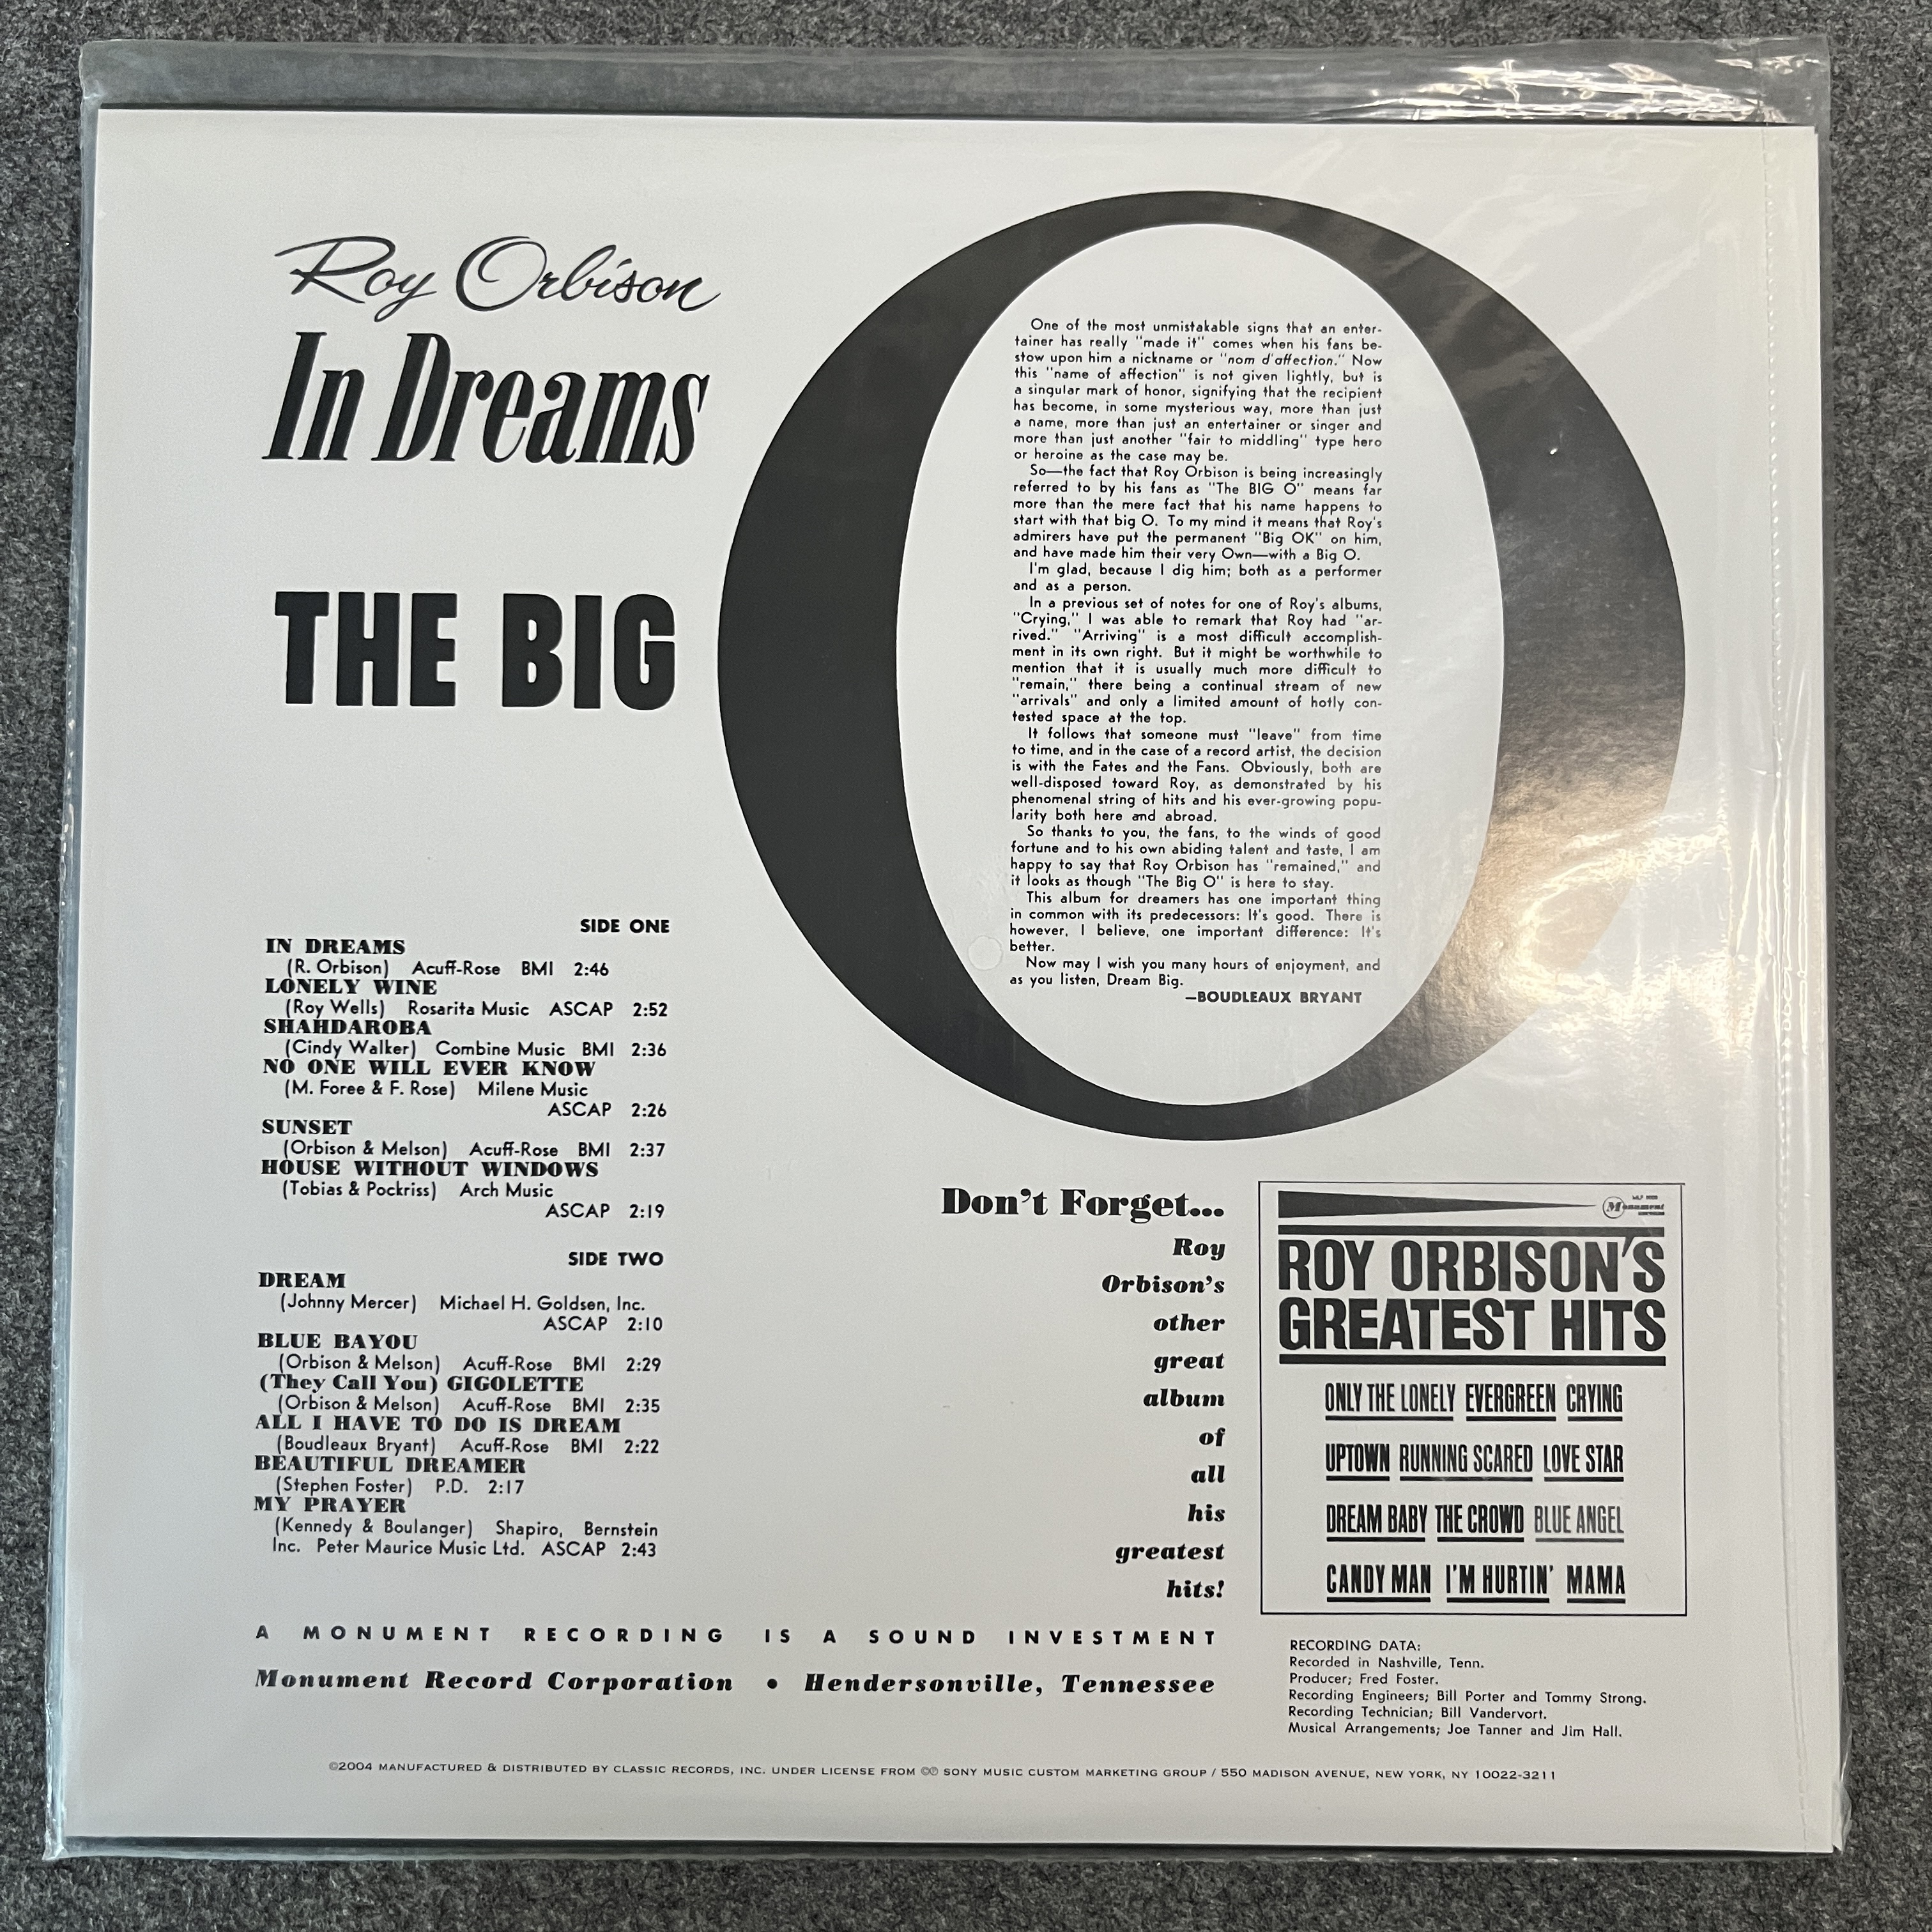 Roy Orbison
In Dreams
THE BIG
O
One of the most unmistakable signs that an enter-
tainer has really "made it" comes when his fans be-
stow upon him a nickname or "nom d'affection." Now
this "name of affection" is not given lightly, but is
a singular mark of honor, signifying that the recipient
has become, in some mysterious way, more than just
a name, more than just an entertainer or singer and
more than just another "fair to middling" type hero
or heroine as the case may be.
So—the fact that Roy Orbison is being increasingly
referred to by his fans as "The BIG O" means far
more than the mere fact that his name happens to
start with that big O. To my mind it means that Roy's
admirers have put the permanent "Big OK" on him,
and have made him their very Own—with a Big O.
I'm glad, because I dig him; both as a performer
and as a person.
In a previous set of notes for one of Roy's albums,
"Crying," I was able to remark that Roy had "ar-
rived." "Arriving" is a most difficult accomplish-
ment in its own right. But it might be worthwhile to
mention that it is usually much more difficult to
"remain," there being a continual stream of new
"arrivals" and only a limited amount of hotly con-
tested space at the top.
It follows that someone must "leave" from time
to time, and in the case of a record artist, the decision
is with the Fates and the Fans. Obviously, both are
well-disposed toward Roy, as demonstrated by his
phenomenal string of hits and his ever-growing popu-
larity both here and abroad.
So thanks to you, the fans, to the winds of good
fortune and to his own abiding talent and taste, I am
happy to say that Roy Orbison has "remained," and
it looks as though "The Big O" is here to stay.
This album for dreamers has one important thing
in common with its predecessors: It's good. There is
however, I believe, one important difference: It's
better.
Now may I wish you many hours of enjoyment, and
as you listen, Dream Big.
—BOUDLEAUX BRYANT
SIDE ONE
IN DREAMS
(R. Orbison) Acuff-Rose BMI 2:46
LONELY WINE
(Roy Wells) Rosarita Music ASCAP 2:52
SHAHDAROBA
(Cindy Walker) Combine Music BMI 2:36
NO ONE WILL EVER KNOW
(M. Foree & F. Rose) Milene Music
ASCAP 2:26
SUNSET
(Orbison & Melson) Acuff-Rose BMI 2:37
HOUSE WITHOUT WINDOWS
(Tobias & Pockriss) Arch Music
ASCAP 2:19
SIDE TWO
DREAM
(Johnny Mercer) Michael H. Goldsen, Inc.
ASCAP 2:10
BLUE BAYOU
(Orbison & Melson) Acuff-Rose BMI 2:29
(They Call You) GIGOLETTE
(Orbison & Melson) Acuff-Rose BMI 2:35
ALL I HAVE TO DO IS DREAM
(Boudleaux Bryant) Acuff-Rose BMI 2:22
BEAUTIFUL DREAMER
(Stephen Foster) P.D. 2:17
MY PRAYER
(Kennedy & Boulanger) Shapiro, Bernstein
Inc. Peter Maurice Music Ltd. ASCAP 2:43
Don't Forget...
Roy
Orbison's
other
great
album
of
all
his
greatest
hits!
ROY ORBISON'S
GREATEST HITS
ONLY THE LONELY EVERGREEN CRYING
UPTOWN RUNNING SCARED LOVE STAR
DREAM BABY THE CROWD BLUE ANGEL
CANDY MAN I'M HURTIN' MAMA
A MONUMENT RECORDING IS A SOUND INVESTMENT
Monument Record Corporation • Hendersonville, Tennessee
RECORDING DATA:
Recorded in Nashville, Tenn.
Producer; Fred Foster.
Recording Engineers; Bill Porter and Tommy Strong.
Recording Technician; Bill Vandervort.
Musical Arrangements; Joe Tanner and Jim Hall.
©2004 MANUFACTURED & DISTRIBUTED BY CLASSIC RECORDS, INC. UNDER LICENSE FROM ©℗ SONY MUSIC CUSTOM MARKETING GROUP / 550 MADISON AVENUE, NEW YORK, NY 10022-3211